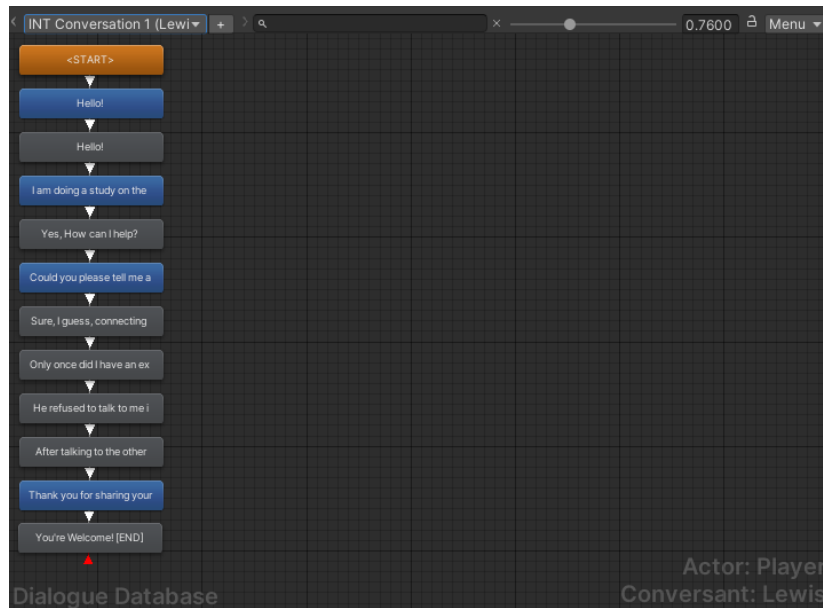 INT Conversation 1 (Lewi
+
0.7600
Menu
<START>
Hello!
Hello!
I am doing a study on the
Yes, How can I help?
Could you please tell me a
Sure, I guess, connecting
Only once did I have an ex
He refused to talk to me i
After talking to the other
Thank you for sharing your
You're Welcome! [END]
Actor: Player
Dialogue Database
Conversant: Lewis